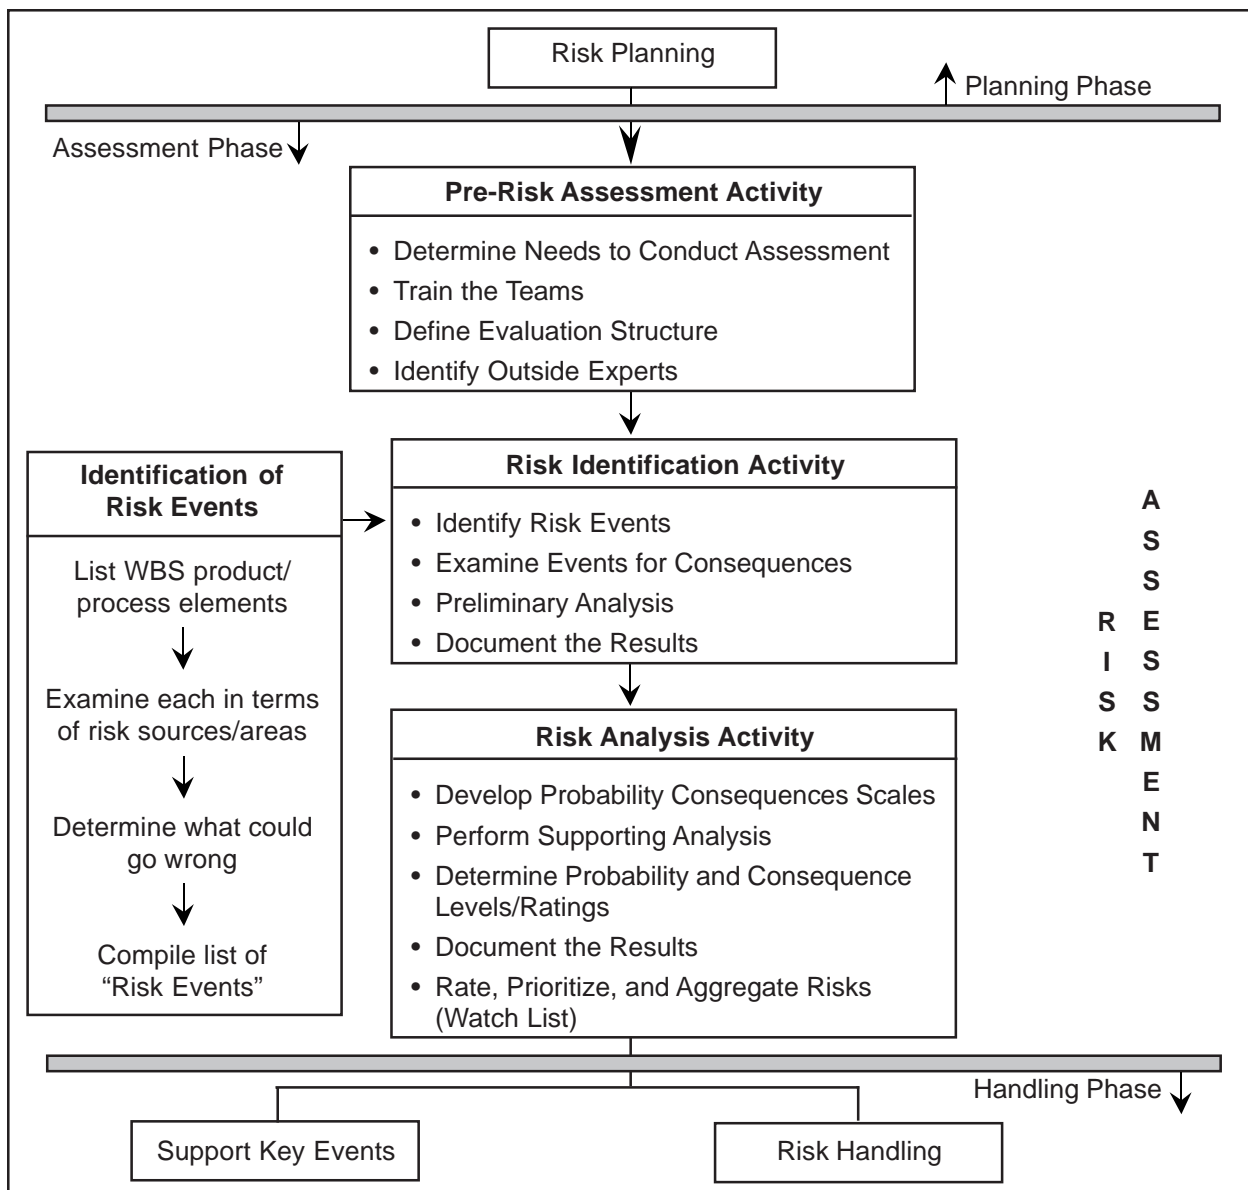 Risk Planning
Planning Phase
Assessment Phase
Pre-Risk Assessment Activity
• Determine Needs to Conduct Assessment
• Train the Teams
• Define Evaluation Structure
• Identify Outside Experts
Identification of
Risk Events
List WBS product/
process elements
Examine each in terms
of risk sources/areas
Determine what could
go wrong
Compile list of
“Risk Events”
Risk Identification Activity
• Identify Risk Events
• Examine Events for Consequences
• Preliminary Analysis
• Document the Results
Risk Analysis Activity
• Develop Probability Consequences Scales
• Perform Supporting Analysis
• Determine Probability and Consequence
Levels/Ratings
• Document the Results
• Rate, Prioritize, and Aggregate Risks
(Watch List)
RISK
ASSESSMENT
Handling Phase
Support Key Events
Risk Handling